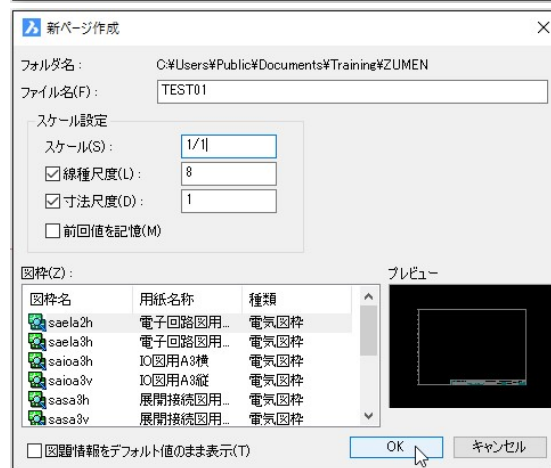 新ページ作成
フォルダ名: C:¥Users¥Public¥Documents¥Training¥ZUMEN
ファイル名(F): TEST01
スケール設定
スケール(S): 1/1
線種尺度(L): 8
寸法尺度(D): 1
前回値を記憶(M)
図枠(Z): プレビュー
図枠名 用紙名称 種類
saela2h 電子回路図用... 電気図枠
saela3h 電子回路図用... 電気図枠
saioa3h IO図用A3横 電気図枠
saioa3v IO図用A3縦 電気図枠
sasa3h 展開接続図用... 電気図枠
sasa3v 展開接続図用... 電気図枠
図題情報をデフォルト値のまま表示(T) OK キャンセル